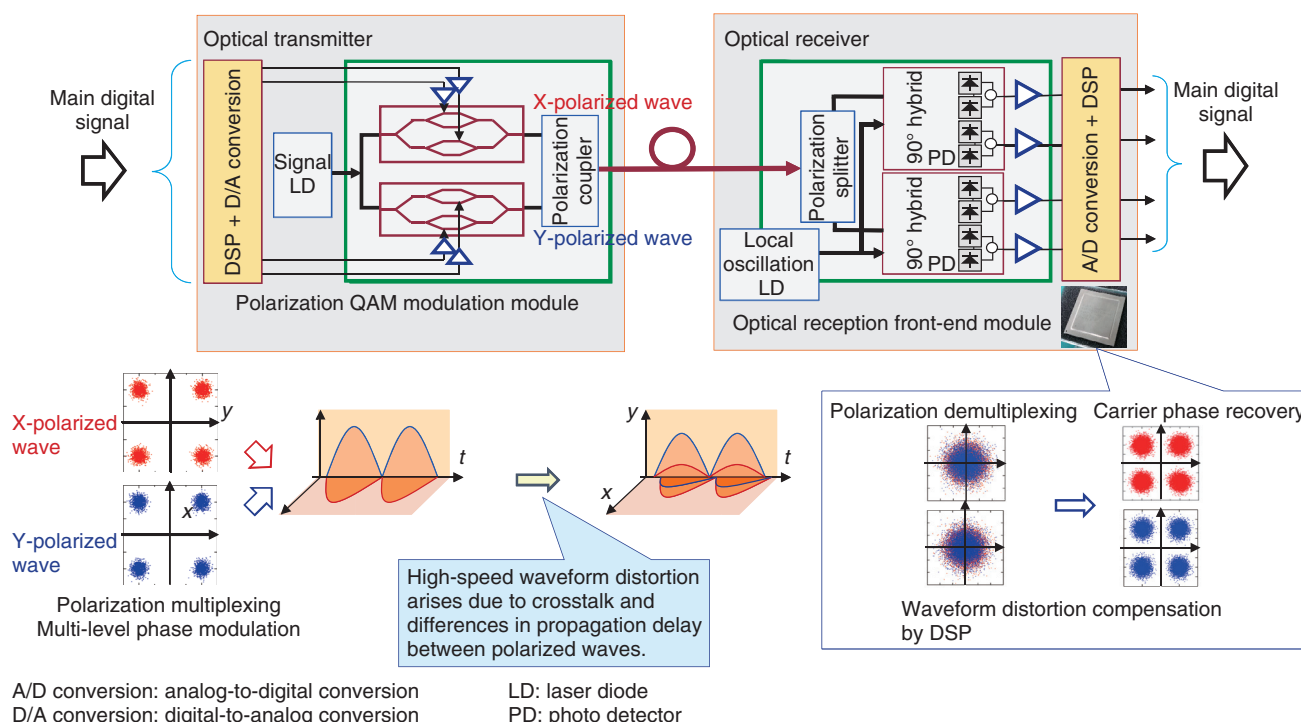 Optical transmitter
Optical receiver
Main digital
signal
DSP + D/A conversion
Signal
LD
X-polarized wave
Polarization
coupler
Y-polarized wave
Polarization QAM modulation module
Polarization
splitter
Local
oscillation
LD
90° hybrid
PD
90° hybrid
PD
A/D conversion + DSP
Main digital
signal
Optical reception front-end module
X-polarized
wave
y
Y-polarized
wave
x
Polarization multiplexing
Multi-level phase modulation
t
y
t
x
High-speed waveform distortion
arises due to crosstalk and
differences in propagation delay
between polarized waves.
Polarization demultiplexing
Carrier phase recovery
Waveform distortion compensation
by DSP
A/D conversion: analog-to-digital conversion
D/A conversion: digital-to-analog conversion
LD: laser diode
PD: photo detector